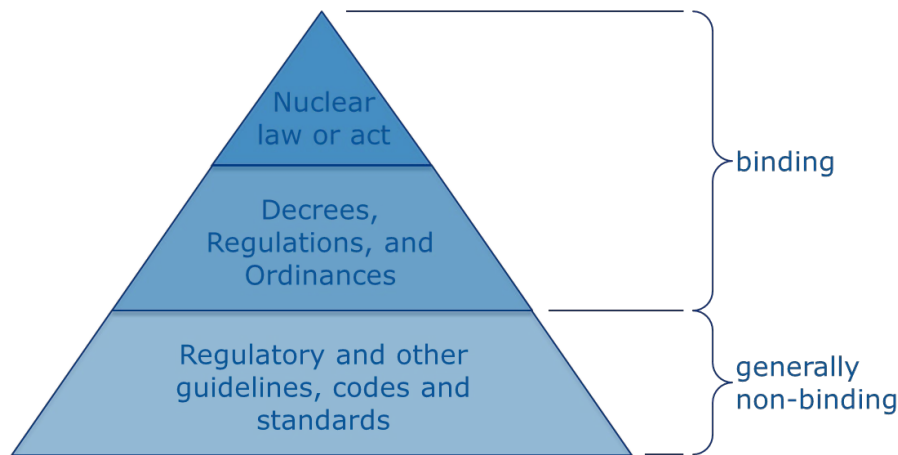 Nuclear
law or act
binding
Decrees,
Regulations, and
Ordinances
Regulatory and other
guidelines, codes and
standards
generally
non-binding